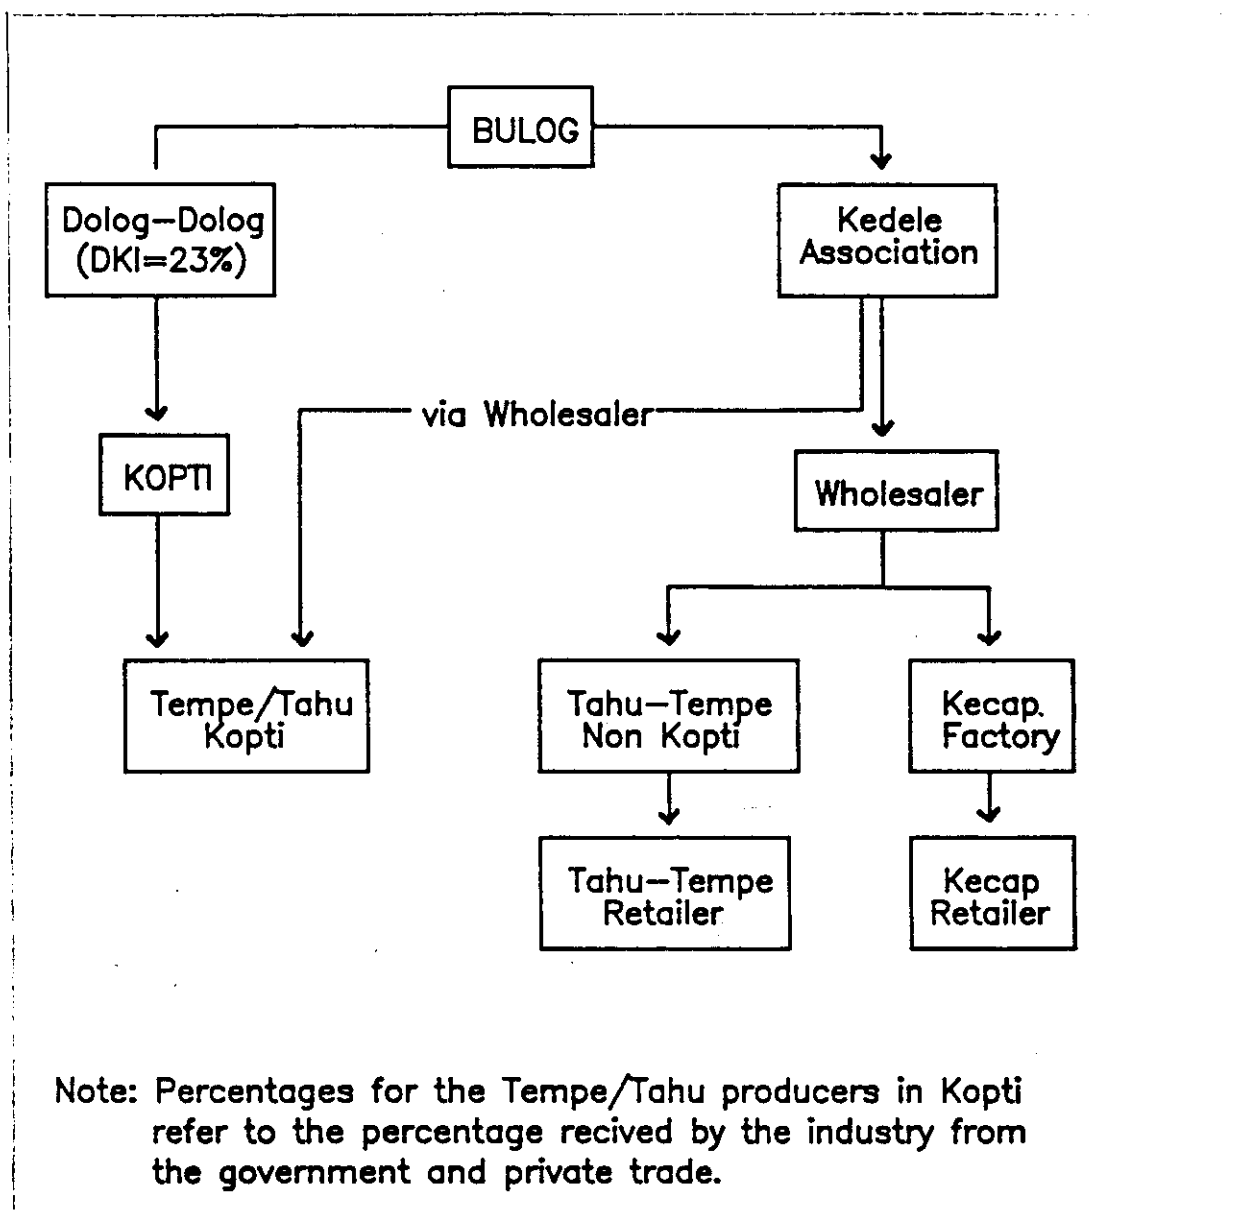 BULOG
Dolog-Dolog
(DKI=23%)
Kedele
Association
via Wholesaler
KOPTI
Wholesaler
Tempe/Tahu
Kopti
Tahu-Tempe
Non Kopti
Kecap.
Factory
Tahu-Tempe
Retailer
Kecap
Retailer
Note: Percentages for the Tempe/Tahu producers in Kopti
refer to the percentage recived by the industry from
the government and private trade.